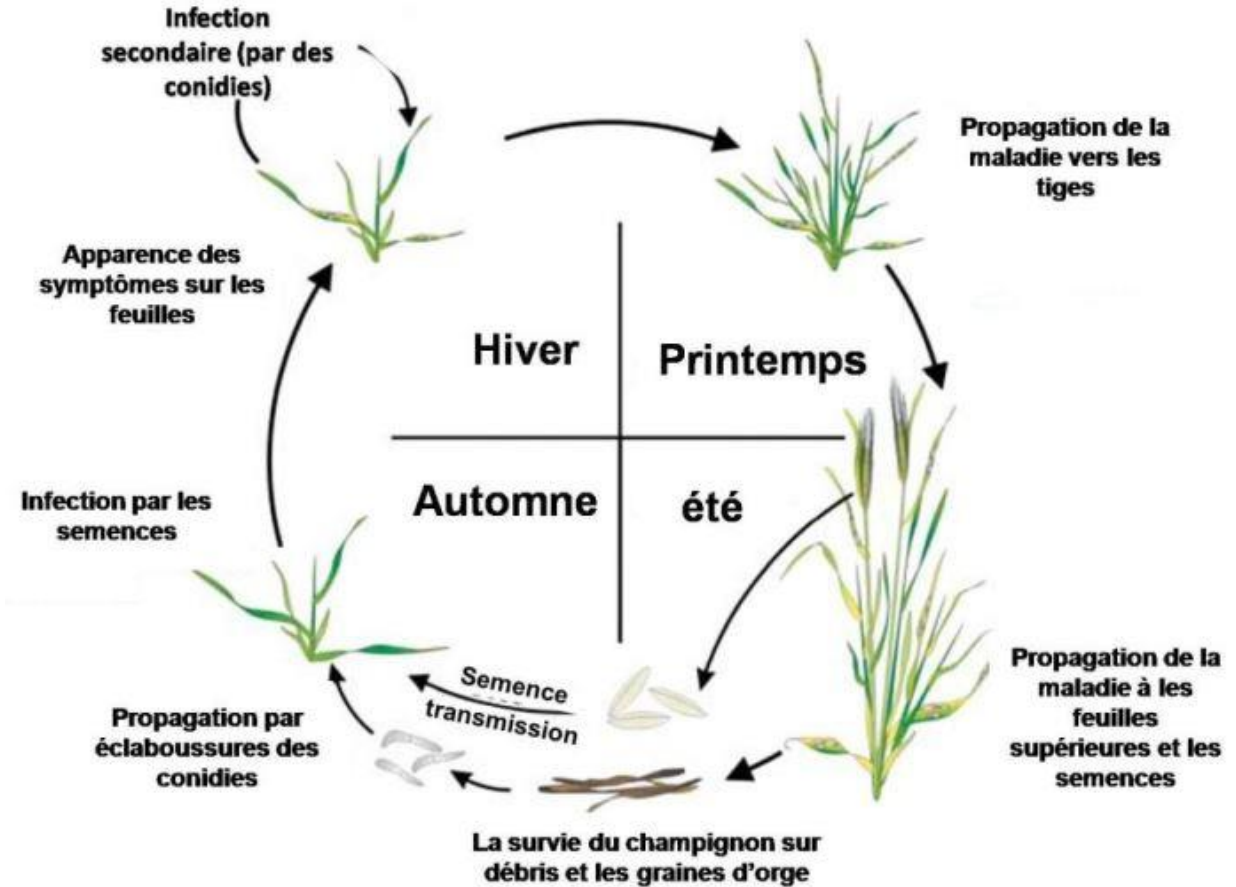 Infection
secondaire (par des
conidies)
Propagation de la
maladie vers les
tiges
Apparence des
symptômes sur les
feuilles
Hiver
Printemps
Automne
été
Infection par les
semences
Semence
transmission
Propagation par
éclaboussures des
conidies
Propagation de la
maladie à les
feuilles
supérieures et les
semences
La survie du champignon sur
débris et les graines d'orge